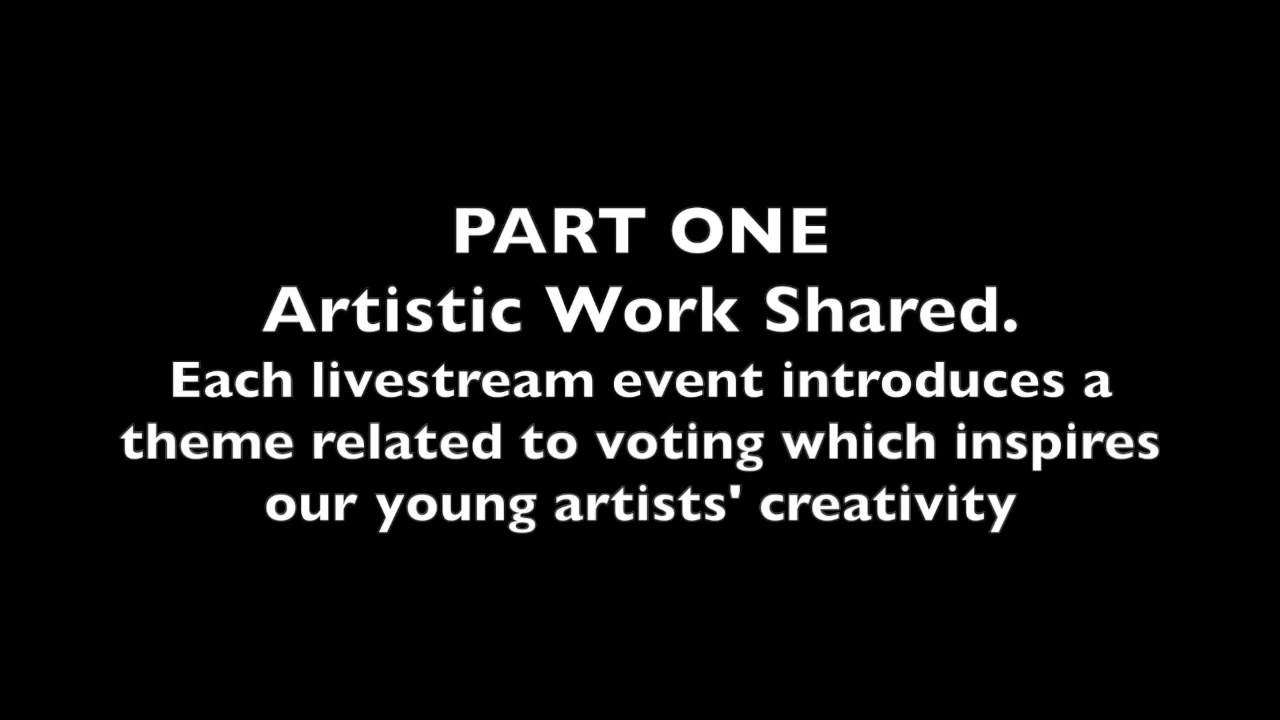 PART ONE
Artistic Work Shared.
Each livestream event introduces a
theme related to voting which inspires
our young artists' creativity